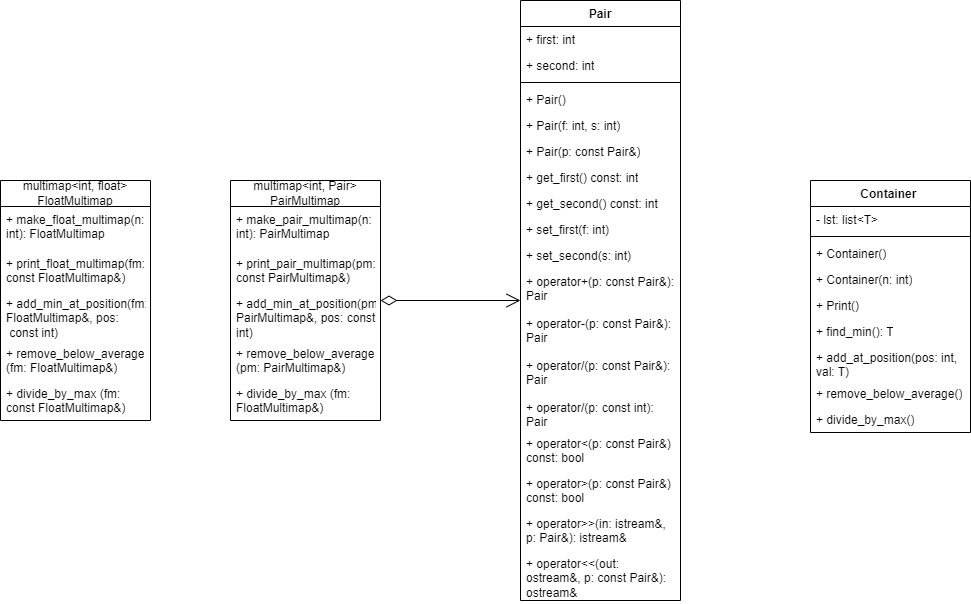 multimap<int, float>
FloatMultimap
+ make_float_multimap(n:
int): FloatMultimap
+ print_float_multimap(fm:
const FloatMultimap&)
+ add_min_at_position(fm:
FloatMultimap&, pos:
const int)
+ remove_below_average
(fm: FloatMultimap&)
+ divide_by_max (fm:
const FloatMultimap&)
multimap<int, Pair>
PairMultimap
+ make_pair_multimap(n:
int): PairMultimap
+ print_pair_multimap(pm:
const PairMultimap&)
+ add_min_at_position(pm
PairMultimap&, pos: const
int)
+ remove_below_average
(pm: PairMultimap&)
+ divide_by_max (fm:
FloatMultimap&)
Pair
+ first: int
+ second: int
+ Pair()
+ Pair(f: int, s: int)
+ Pair(p: const Pair&)
+ get_first() const: int
+ get_second() const: int
+ set_first(f: int)
+ set_second(s: int)
+ operator+(p: const Pair&):
Pair
+ operator-(p: const Pair&):
Pair
+ operator/(p: const Pair&):
Pair
+ operator/(p: const int):
Pair
+ operator<(p: const Pair&)
const: bool
+ operator>(p: const Pair&)
const: bool
+ operator>>(in: istream&,
p: Pair&): istream&
+ operator<<(out:
ostream&, p: const Pair&):
ostream&
Container
- lst: list<T>
+ Container()
+ Container(n: int)
+ Print()
+ find_min(): T
+ add_at_position(pos: int,
val: T)
+ remove_below_average()
+ divide_by_max()